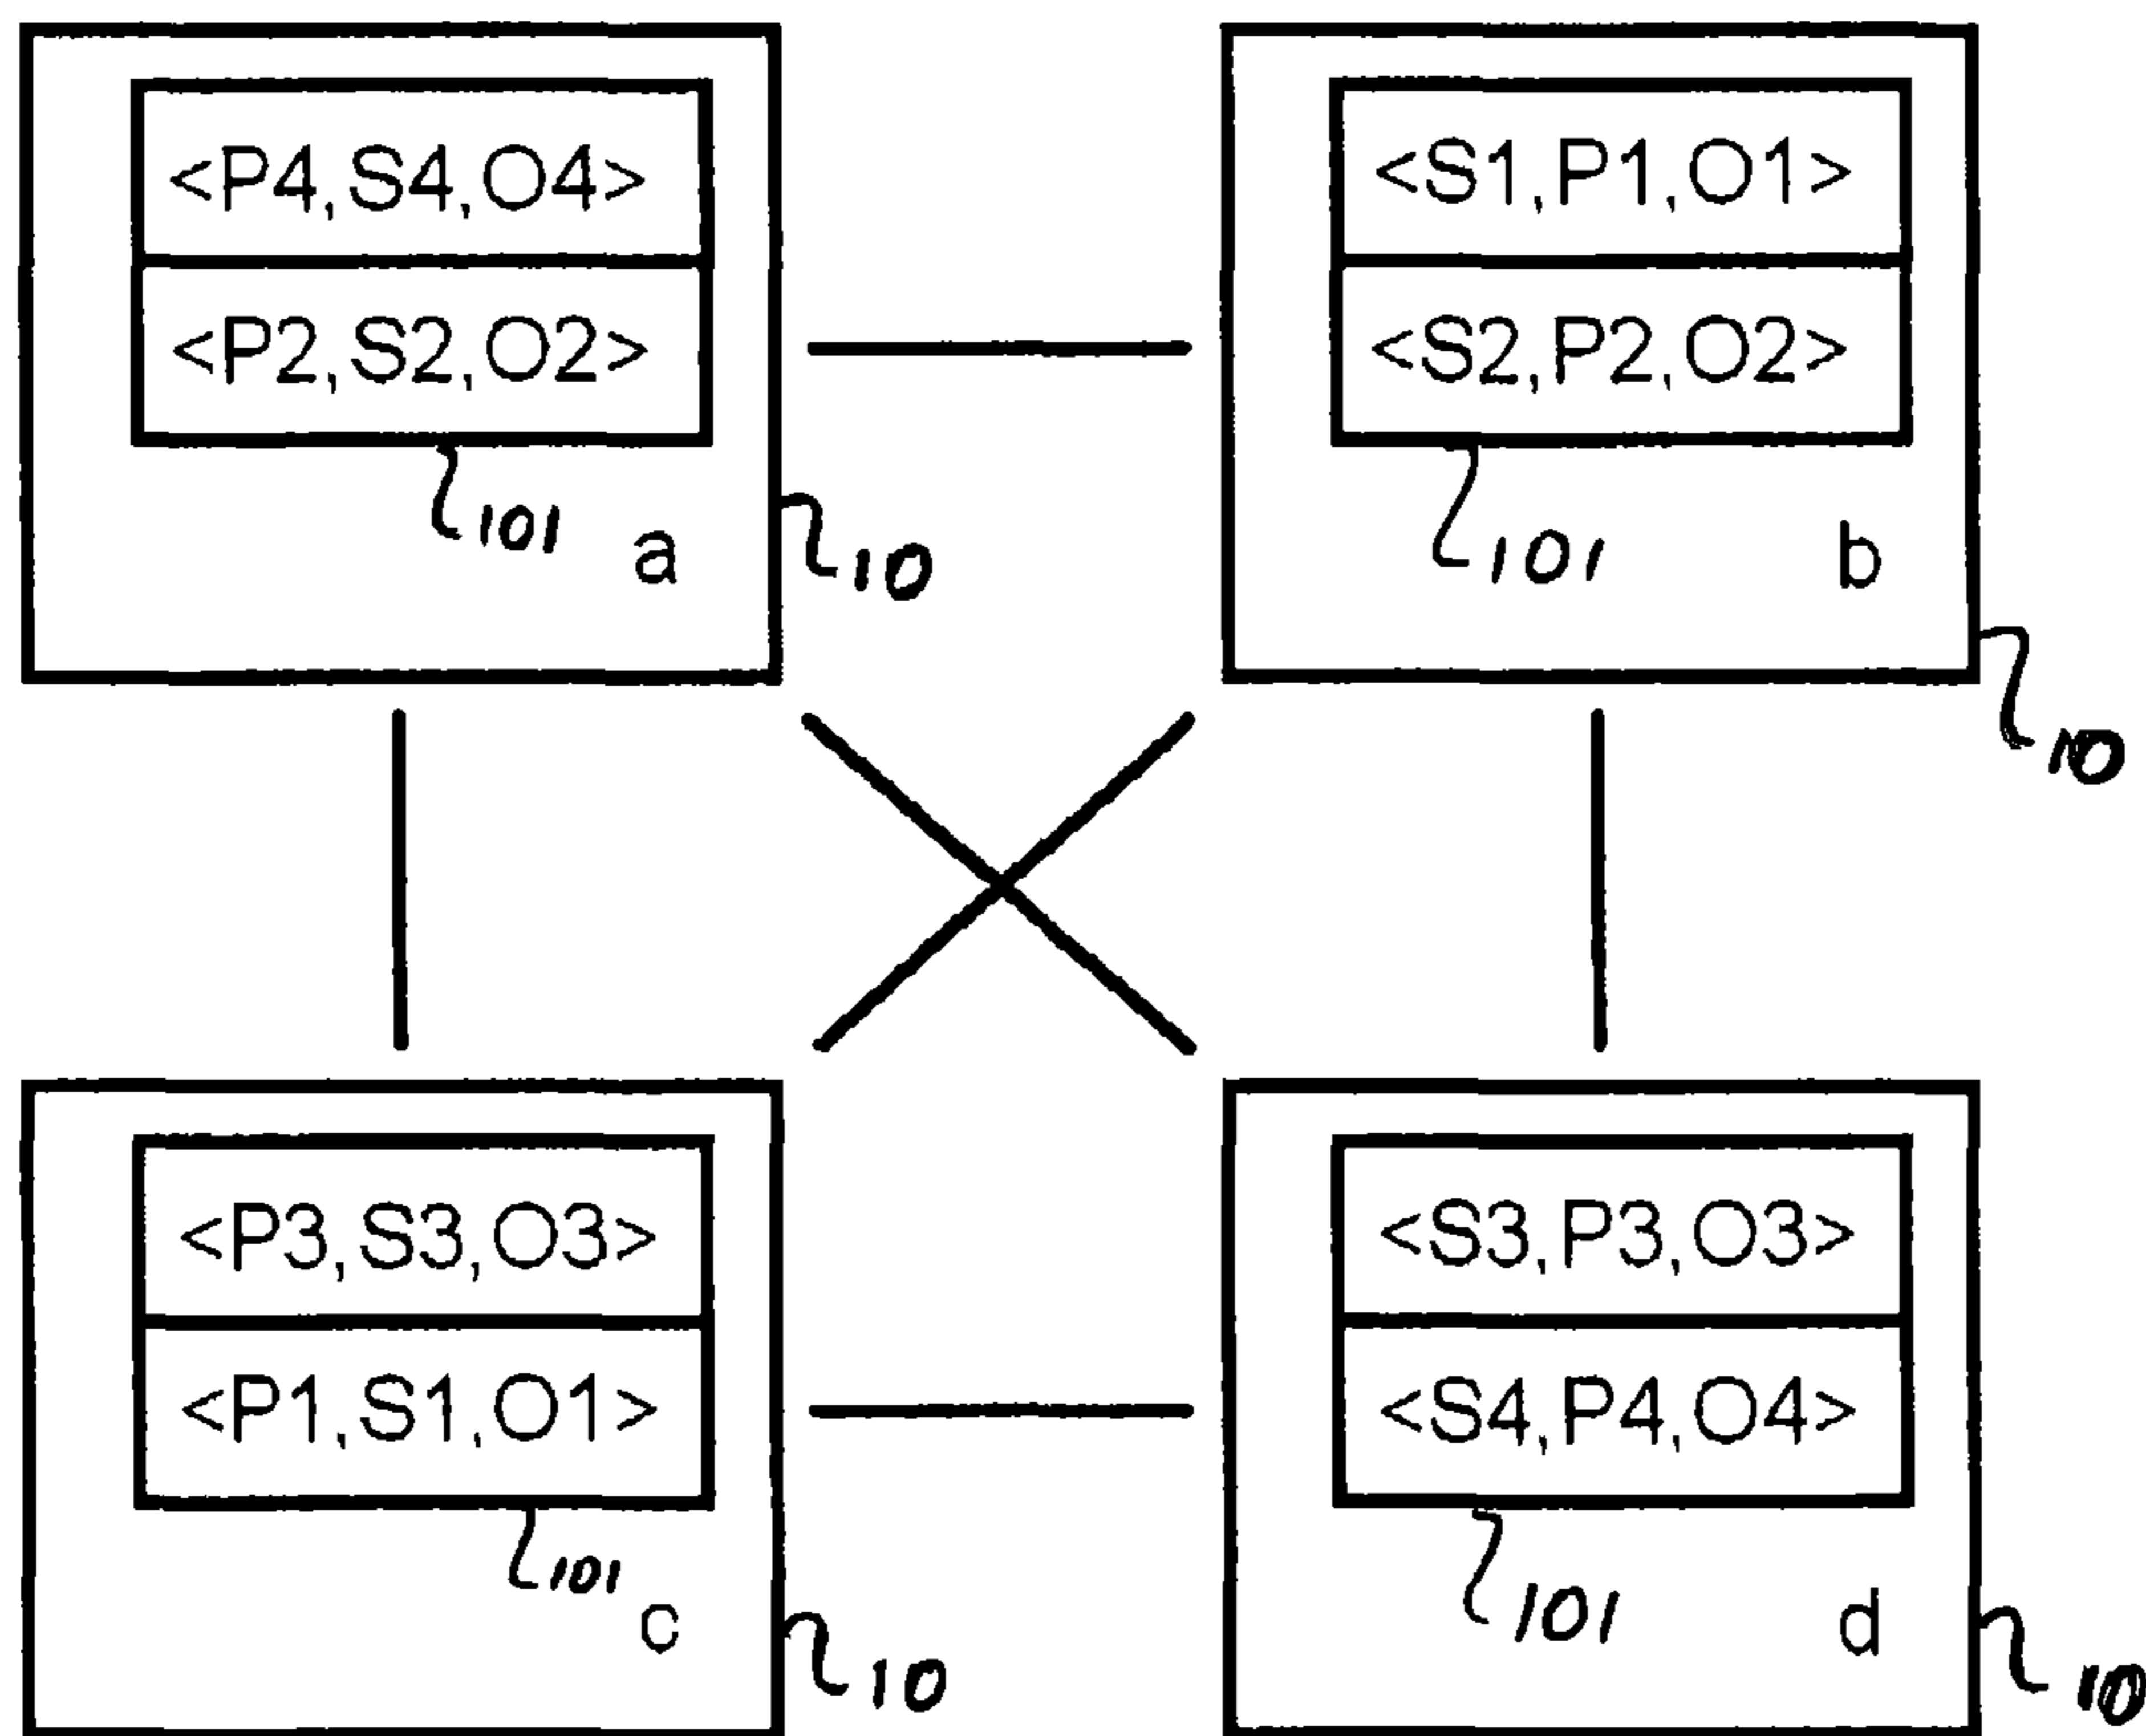 <P4,S4,O4>
<P2,S2,O2>
101
a
10
<S1,P1,O1>
<S2,P2,O2>
101
b
10
<P3,S3,O3>
<P1,S1,O1>
101
c
10
<S3,P3,O3>
<S4,P4,O4>
101
d
10